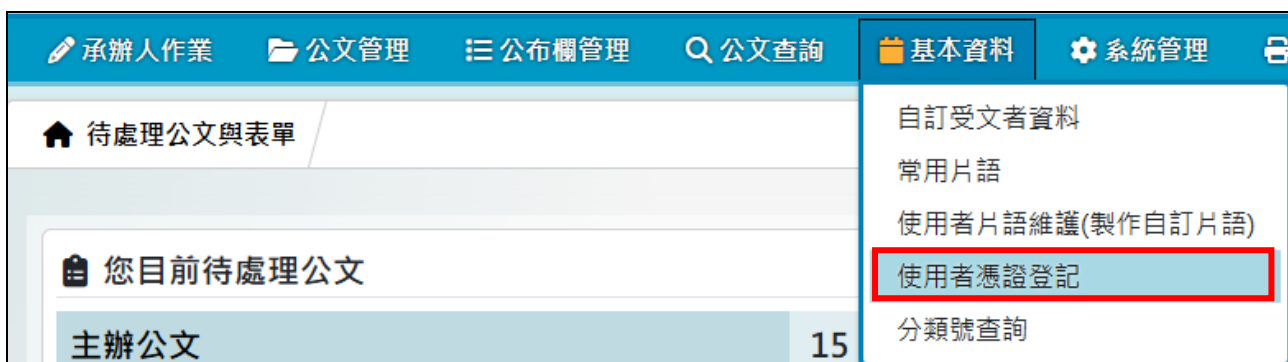 承辦人作業 公文管理 公布欄管理 公文查詢 基本資料 系統管理
待處理公文與表單
自訂受文者資料
常用片語
使用者片語維護(製作自訂片語)
使用者憑證登記
分類號查詢
您目前待處理公文
主辦公文 15